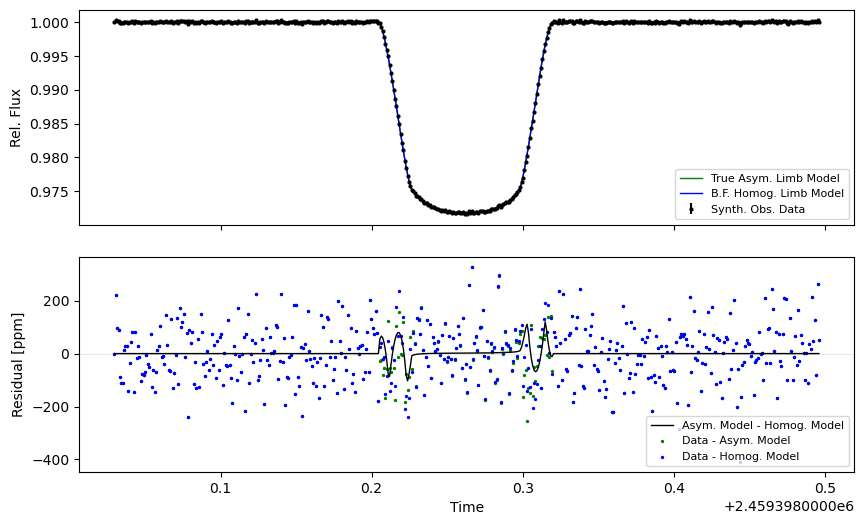 1.000
0.995
0.990
0.985
0.980
0.975
Rel. Flux
True Asym. Limb Model
B.F. Homog. Limb Model
Synth. Obs. Data
200
0
−200
−400
Residual [ppm]
Asym. Model - Homog. Model
Data - Asym. Model
Data - Homog. Model
0.1
0.2
0.3
0.4
0.5
Time
+2.4593980000e6